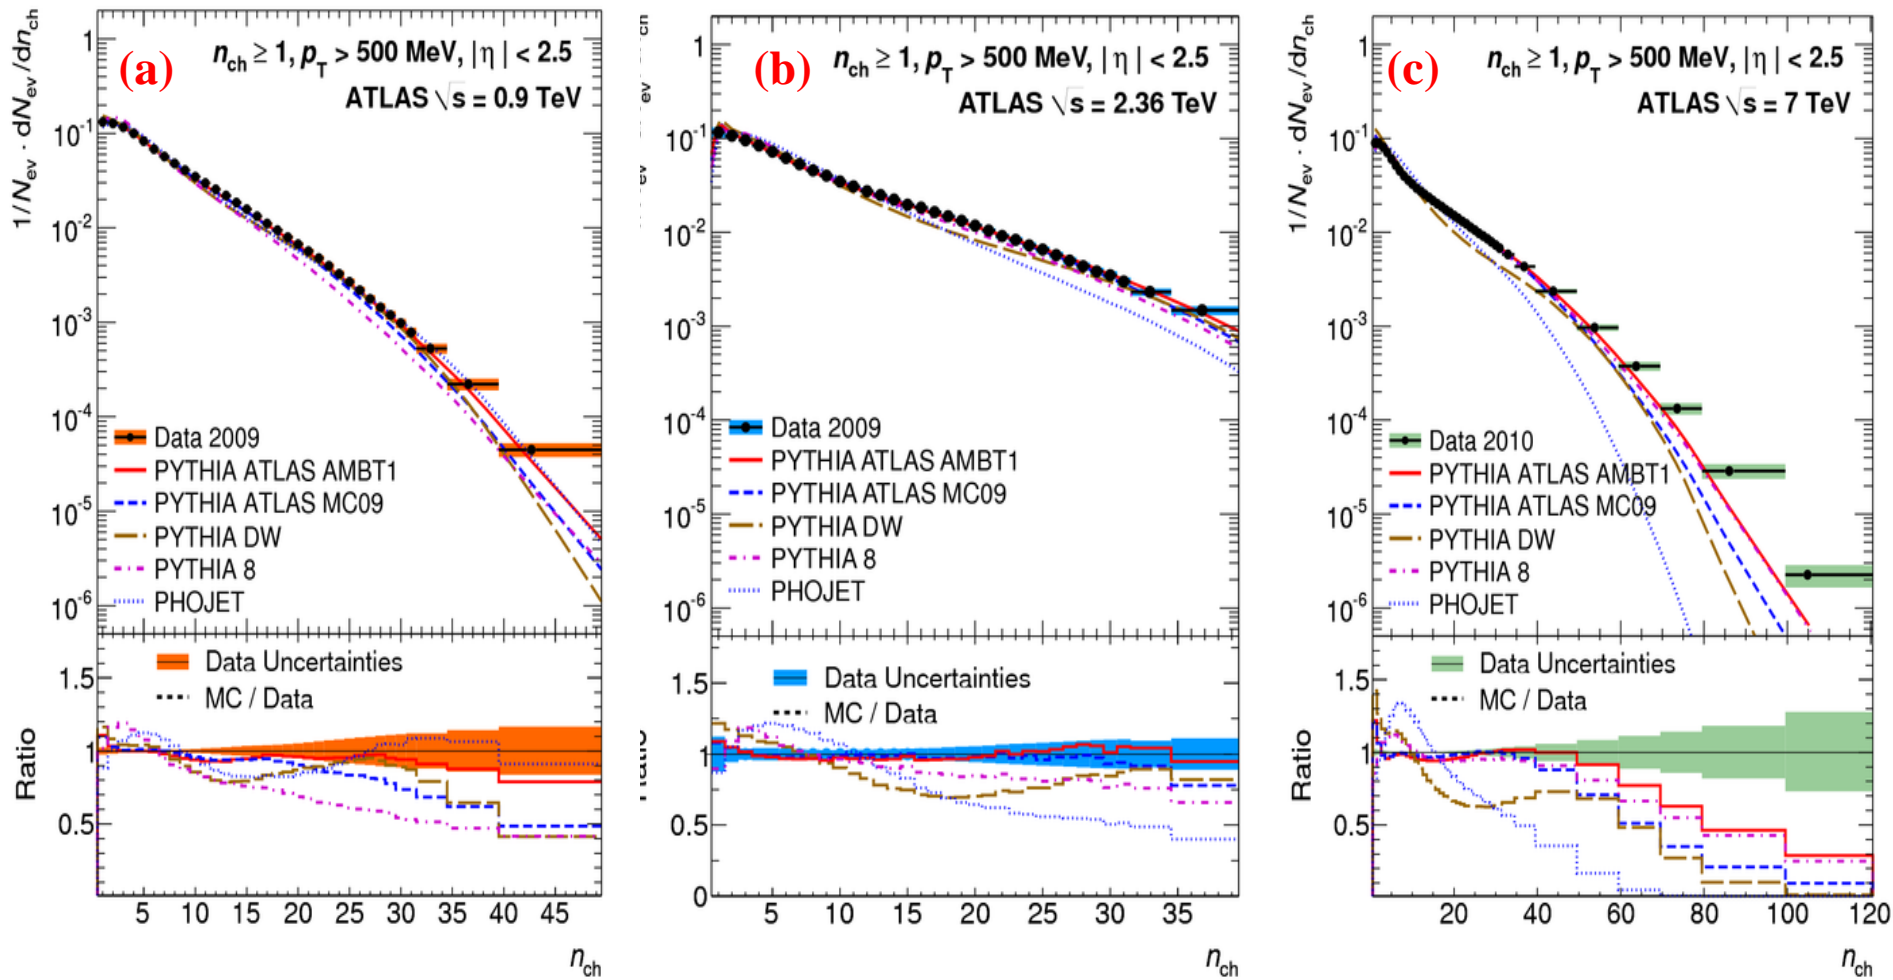 (a)
n_ch ≥ 1, p_T > 500 MeV, | η | < 2.5
ATLAS √s = 0.9 TeV
1/N_ev · dN_ev/dn_ch
1
10^-1
10^-2
10^-3
10^-4
10^-5
10^-6
Data 2009
PYTHIA ATLAS AMBT1
PYTHIA ATLAS MC09
PYTHIA DW
PYTHIA 8
PHOJET
Data Uncertainties
MC / Data
Ratio
1.5
1
0.5
5 10 15 20 25 30 35 40 45
n_ch
(b)
n_ch ≥ 1, p_T > 500 MeV, | η | < 2.5
ATLAS √s = 2.36 TeV
1
10^-1
10^-2
10^-3
10^-4
10^-5
10^-6
Data 2009
PYTHIA ATLAS AMBT1
PYTHIA ATLAS MC09
PYTHIA DW
PYTHIA 8
PHOJET
Data Uncertainties
MC / Data
Ratio
1.5
1
0.5
0
5 10 15 20 25 30 35
n_ch
(c)
n_ch ≥ 1, p_T > 500 MeV, | η | < 2.5
ATLAS √s = 7 TeV
1/N_ev · dN_ev/dn_ch
1
10^-1
10^-2
10^-3
10^-4
10^-5
10^-6
Data 2010
PYTHIA ATLAS AMBT1
PYTHIA ATLAS MC09
PYTHIA DW
PYTHIA 8
PHOJET
Data Uncertainties
MC / Data
Ratio
1.5
1
0.5
20 40 60 80 100 120
n_ch